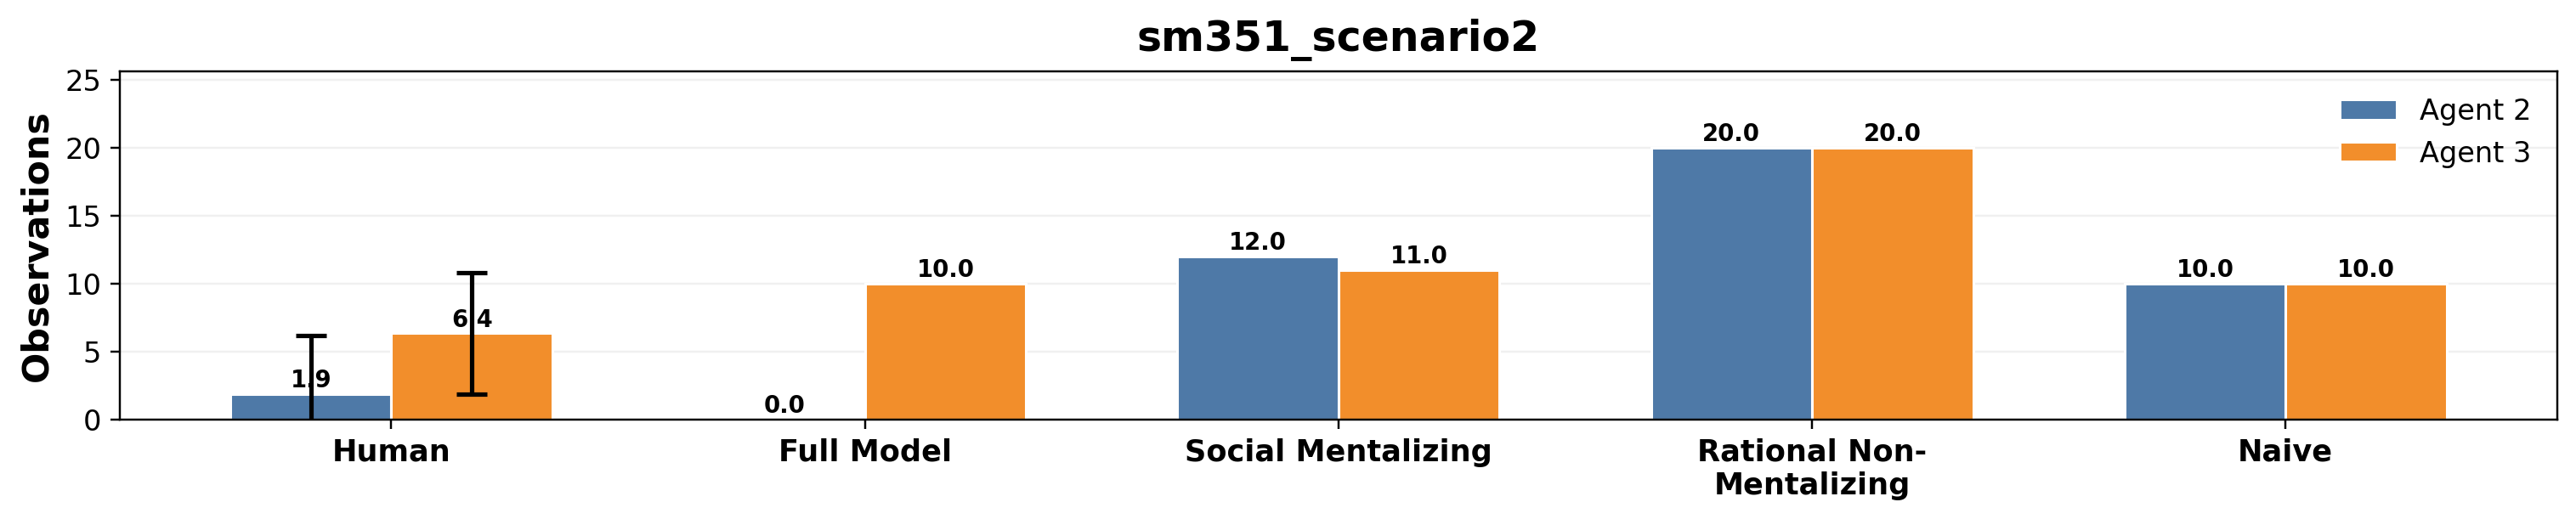 sm351_scenario2
Observations
25
20
15
10
5
0
1.9
6.4
0.0
10.0
12.0
11.0
20.0
20.0
10.0
10.0
Agent 2
Agent 3
Human
Full Model
Social Mentalizing
Rational Non-
Mentalizing
Naive